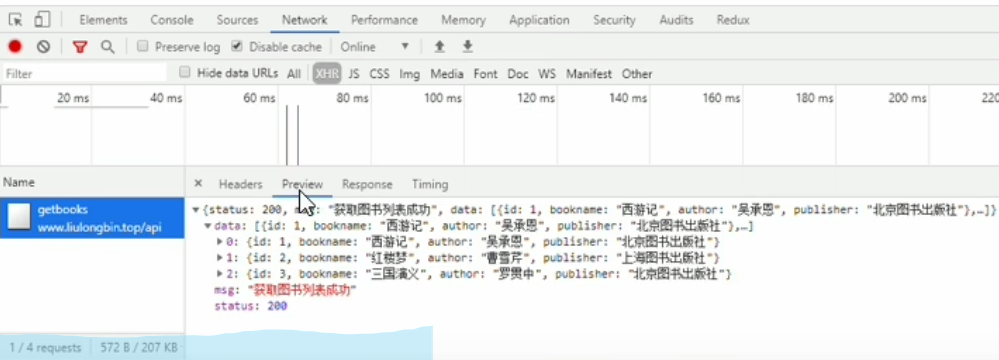 Elements Console Sources Network Performance Memory Application Security Audits Redux
Preserve log Disable cache Online
Filter Hide data URLs All XHR JS CSS Img Media Font Doc WS Manifest Other
20 ms 40 ms 60 ms 80 ms 100 ms 120 ms 140 ms 160 ms 180 ms 200 ms 220
Name × Headers Preview Response Timing
getbooks
www.liulongbin.top/api
{status: 200, msg: "获取图书列表成功", data: [{id: 1, bookname: "西游记", author: "吴承恩", publisher: "北京图书出版社"},…]}
data: [{id: 1, bookname: "西游记", author: "吴承恩", publisher: "北京图书出版社"},…]
0: {id: 1, bookname: "西游记", author: "吴承恩", publisher: "北京图书出版社"}
1: {id: 2, bookname: "红楼梦", author: "曹雪芹", publisher: "上海图书出版社"}
2: {id: 3, bookname: "三国演义", author: "罗贯中", publisher: "北京图书出版社"}
msg: "获取图书列表成功"
status: 200
1 / 4 requests 572 B / 207 KB